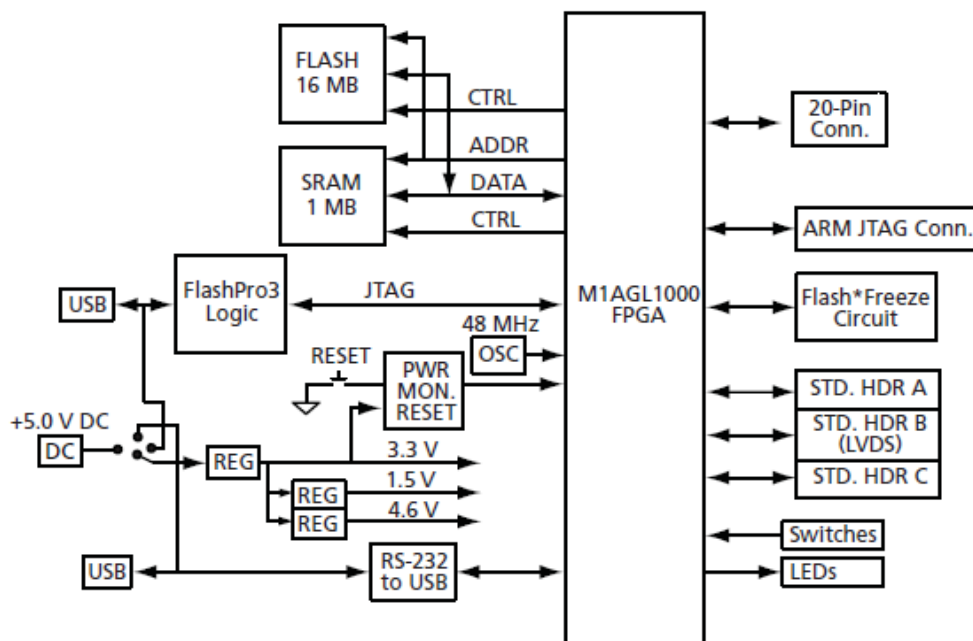 FLASH
16 MB
CTRL
ADDR
SRAM
1 MB
DATA
CTRL
USB
FlashPro3
Logic
JTAG
48 MHz
OSC
RESET
PWR
MON.
RESET
+5.0 V DC
DC
REG
3.3 V
REG
1.5 V
REG
4.6 V
USB
RS-232
to USB
M1AGL1000
FPGA
20-Pin
Conn.
ARM JTAG Conn.
Flash*Freeze
Circuit
STD. HDR A
STD. HDR B
(LVDS)
STD. HDR C
Switches
LEDs